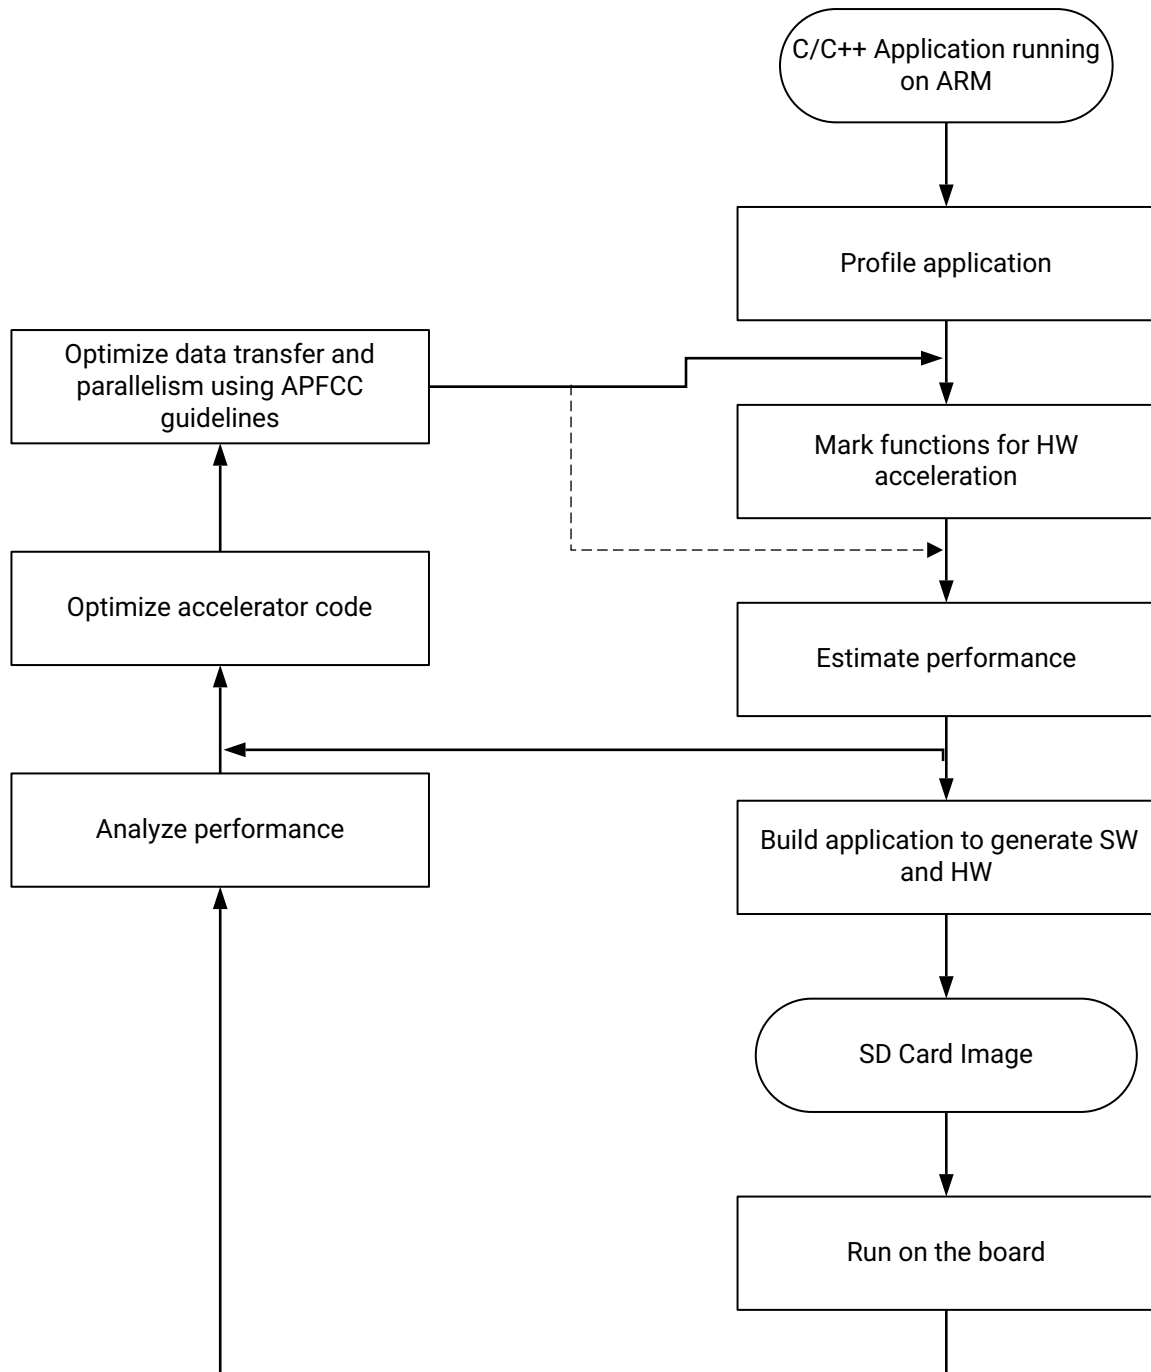 C/C++ Application running
on ARM
Profile application
Optimize data transfer and
parallelism using APFCC
guidelines
Mark functions for HW
acceleration
Optimize accelerator code
Estimate performance
Analyze performance
Build application to generate SW
and HW
SD Card Image
Run on the board